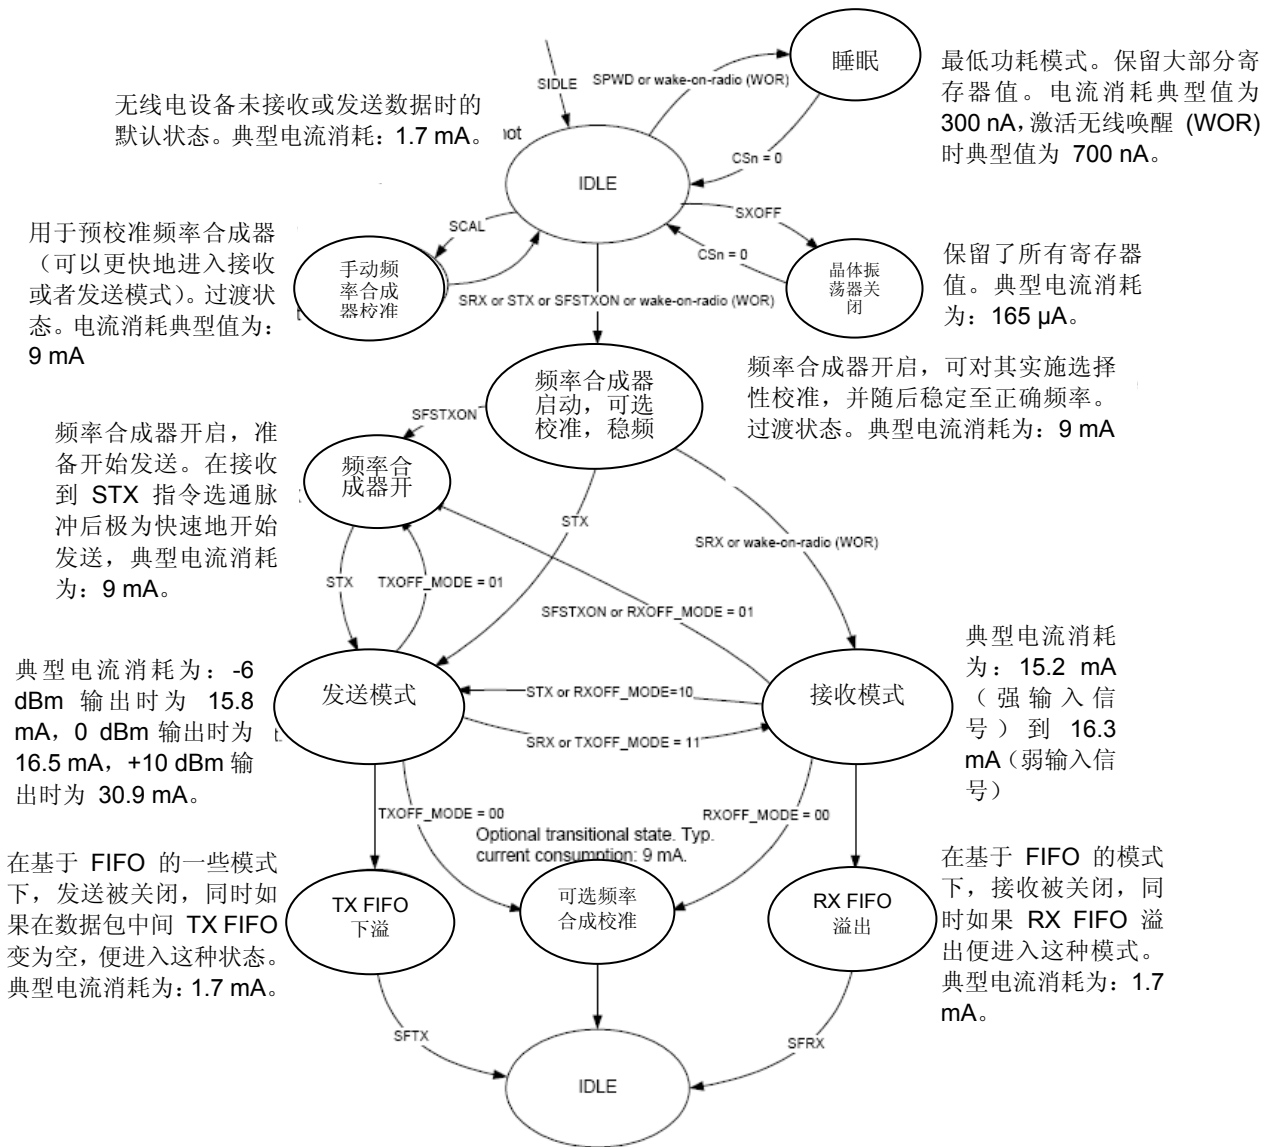 睡眠
最低功耗模式。保留大部分寄
存器值。电流消耗典型值为
300 nA,激活无线唤醒 (WOR)
时典型值为 700 nA。
SPWD or wake-on-radio (WOR)
SIDLE
无线电设备未接收或发送数据时的
默认状态。典型电流消耗：1.7 mA。
not
CSn = 0
IDLE
SXOFF
SCAL
CSn = 0
用于预校准频率合成器
（可以更快地进入接收
或者发送模式）。过渡状
态。电流消耗典型值为：
9 mA
手动频
率合成
器校准
晶体振
荡器关
闭
保留了所有寄存器
值。典型电流消耗
为：165 µA。
SRX or STX or SFSTXON or wake-on-radio (WOR)
频率合成器
启动，可选
校准，稳频
频率合成器开启，可对其实施选择
性校准，并随后稳定至正确频率。
过渡状态。典型电流消耗为：9 mA
SFSTXON
频率合成器开启，准
备开始发送。在接收
到 STX 指令选通脉
冲后极为快速地开始
发送，典型电流消耗
为：9 mA。
频率合
成器开
STX
SRX or wake-on-radio (WOR)
STX
TXOFF_MODE = 01
SFSTXON or RXOFF_MODE = 01
典型电流消耗为：-6
dBm 输出时为 15.8
mA，0 dBm 输出时为
16.5 mA，+10 dBm 输
出时为 30.9 mA。
发送模式
STX or RXOFF_MODE=10
SRX or TXOFF_MODE = 11
接收模式
典型电流消耗
为：15.2 mA
（强输入信
号）到 16.3
mA（弱输入信
号）
TXOFF_MODE = 00
RXOFF_MODE = 00
Optional transitional state. Typ.
current consumption: 9 mA.
在基于 FIFO 的一些模式
下，发送被关闭，同时如
果在数据包中间 TX FIFO
变为空，便进入这种状态。
典型电流消耗为：1.7 mA。
TX FIFO
下溢
可选频率
合成校准
RX FIFO
溢出
在基于 FIFO 的模式
下，接收被关闭，同
时如果 RX FIFO 溢
出便进入这种模式。
典型电流消耗为：1.7
mA。
SFTX
SFRX
IDLE